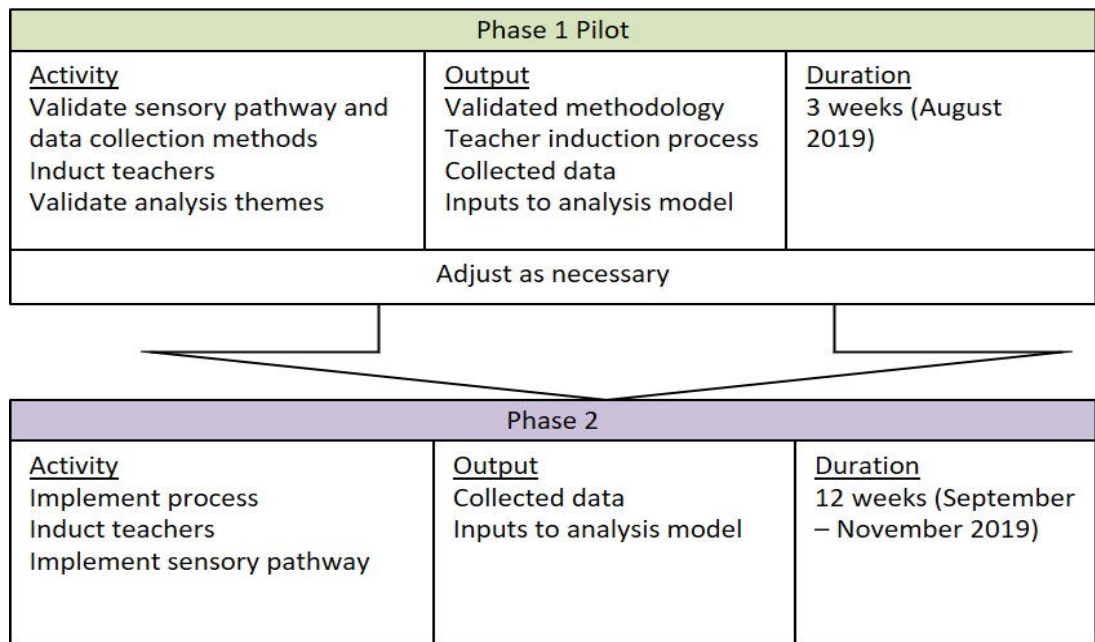 Phase 1 Pilot
Activity
Validate sensory pathway and
data collection methods
Induct teachers
Validate analysis themes
Output
Validated methodology
Teacher induction process
Collected data
Inputs to analysis model
Duration
3 weeks (August
2019)
Adjust as necessary
Phase 2
Activity
Implement process
Induct teachers
Implement sensory pathway
Output
Collected data
Inputs to analysis model
Duration
12 weeks (September
– November 2019)